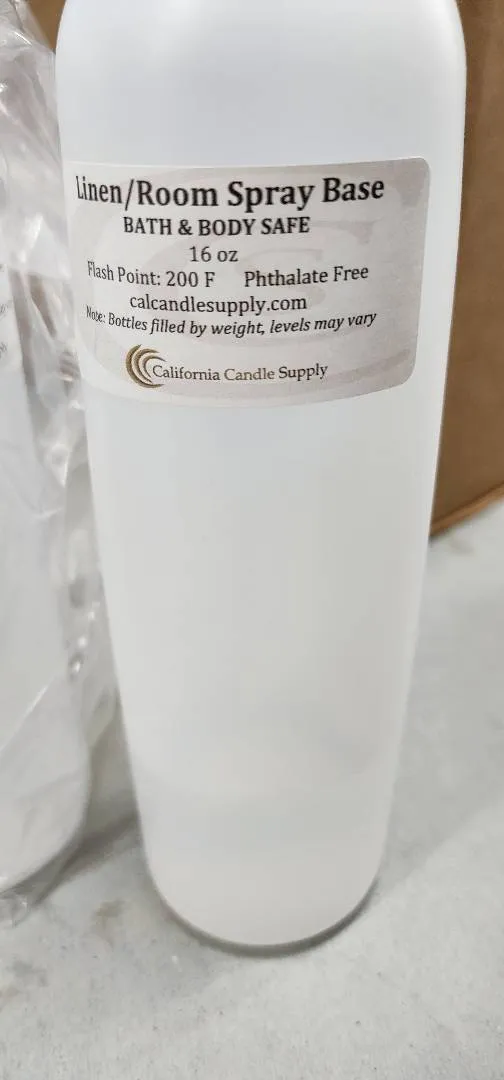 Linen/Room Spray Base
BATH & BODY SAFE
16 oz
Flash Point: 200 F Phthalate Free
calcandlesupply.com
Note: Bottles filled by weight, levels may vary
California Candle Supply